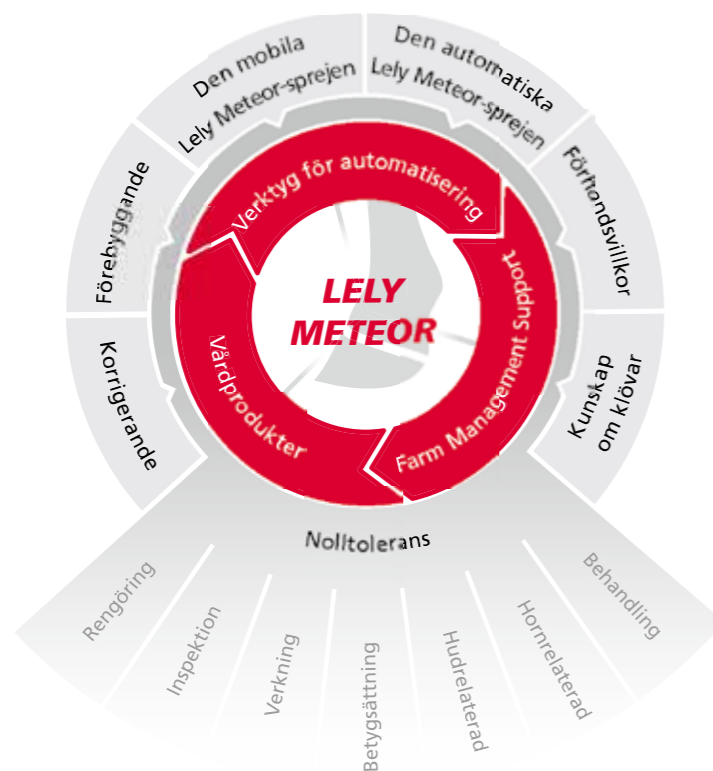 Den mobila
Lely Meteor-sprejen
Den automatiska
Lely Meteor-sprejen
Förebyggande
Förhondsvillkor
Korrigerande
Kunskap
om klövar
Verktyg för automatisering
Vårdprodukter
Farm Management Support
LELY
METEOR
Nolltolerans
Rengöring
Inspektion
Verkning
Betygsättning
Hudrelaterad
Hornrelaterad
Behandling